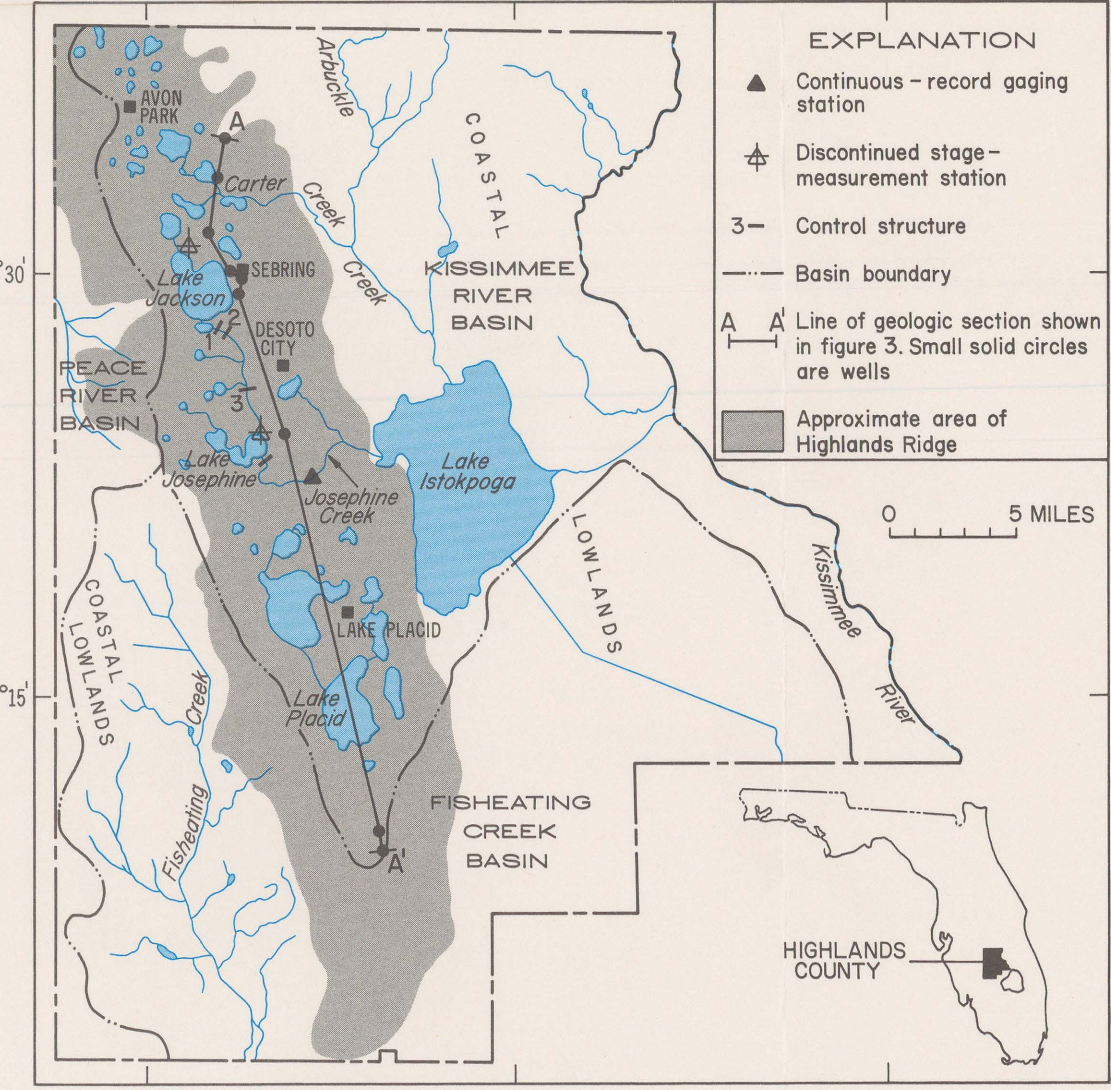 EXPLANATION
Continuous – record gaging
station
Discontinued stage –
measurement station
3 – Control structure
Basin boundary
A A' Line of geologic section shown
in figure 3. Small solid circles
are wells
Approximate area of
Highlands Ridge
0 5 MILES
AVON
PARK
A
Arbuckle
Creek
Carter
Creek
COASTAL
LOWLANDS
°30'
SEBRING
Lake
Jackson
KISSIMMEE
RIVER
BASIN
2
1
DESOTO
CITY
PEACE
RIVER
BASIN
3
Lake
Josephine
Josephine
Creek
Lake
Istokpoga
LAKE PLACID
Kissimmee
River
COASTAL
LOWLANDS
°15'
Lake
Placid
Fisheating
Creek
FISHEATING
CREEK
BASIN
A'
HIGHLANDS
COUNTY